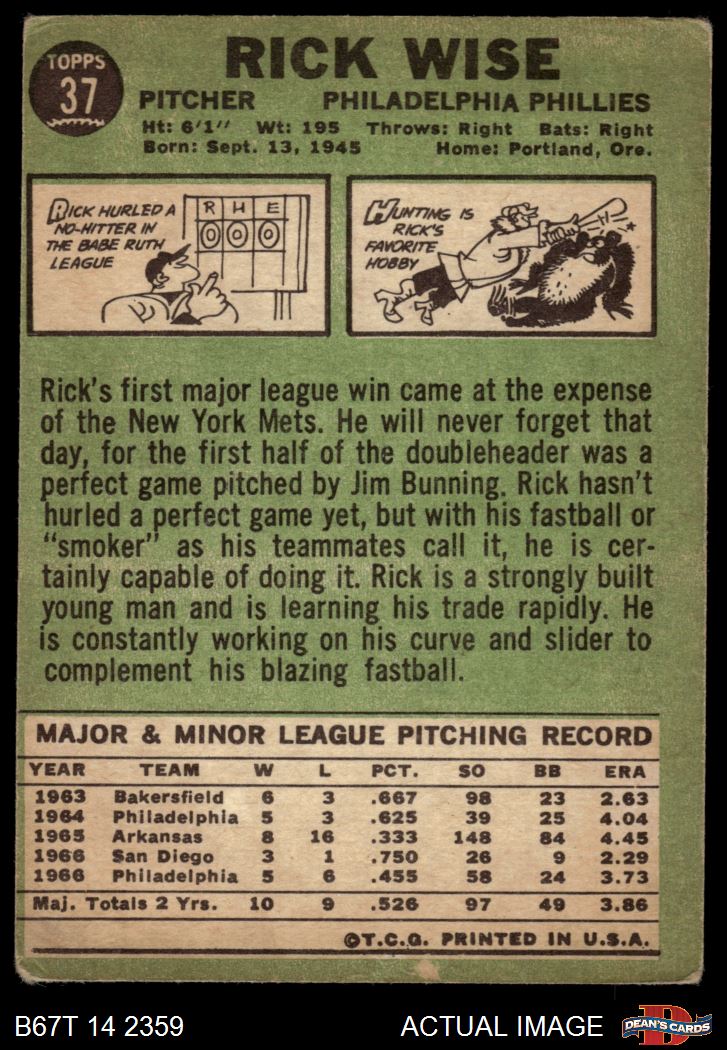 TOPPS
37
RICK WISE
PITCHER PHILADELPHIA PHILLIES
Ht: 6'1" Wt: 195 Throws: Right Bats: Right
Born: Sept. 13, 1945 Home: Portland, Ore.
RICK HURLED A
NO-HITTER IN
THE BABE RUTH
LEAGUE
R H E
0 0 0
HUNTING IS
RICK'S
FAVORITE
HOBBY
Rick's first major league win came at the expense
of the New York Mets. He will never forget that
day, for the first half of the doubleheader was a
perfect game pitched by Jim Bunning. Rick hasn't
hurled a perfect game yet, but with his fastball or
"smoker" as his teammates call it, he is cer-
tainly capable of doing it. Rick is a strongly built
young man and is learning his trade rapidly. He
is constantly working on his curve and slider to
complement his blazing fastball.
MAJOR & MINOR LEAGUE PITCHING RECORD
YEAR TEAM W L PCT. SO BB ERA
1963 Bakersfield 6 3 .667 98 23 2.63
1964 Philadelphia 5 3 .625 39 25 4.04
1965 Arkansas 8 16 .333 148 84 4.45
1966 San Diego 3 1 .750 26 9 2.29
1966 Philadelphia 5 6 .455 58 24 3.73
Maj. Totals 2 Yrs. 10 9 .526 97 49 3.86
©T.C.G. PRINTED IN U.S.A.
B67T 14 2359 ACTUAL IMAGE
D
DEAN'S CARDS